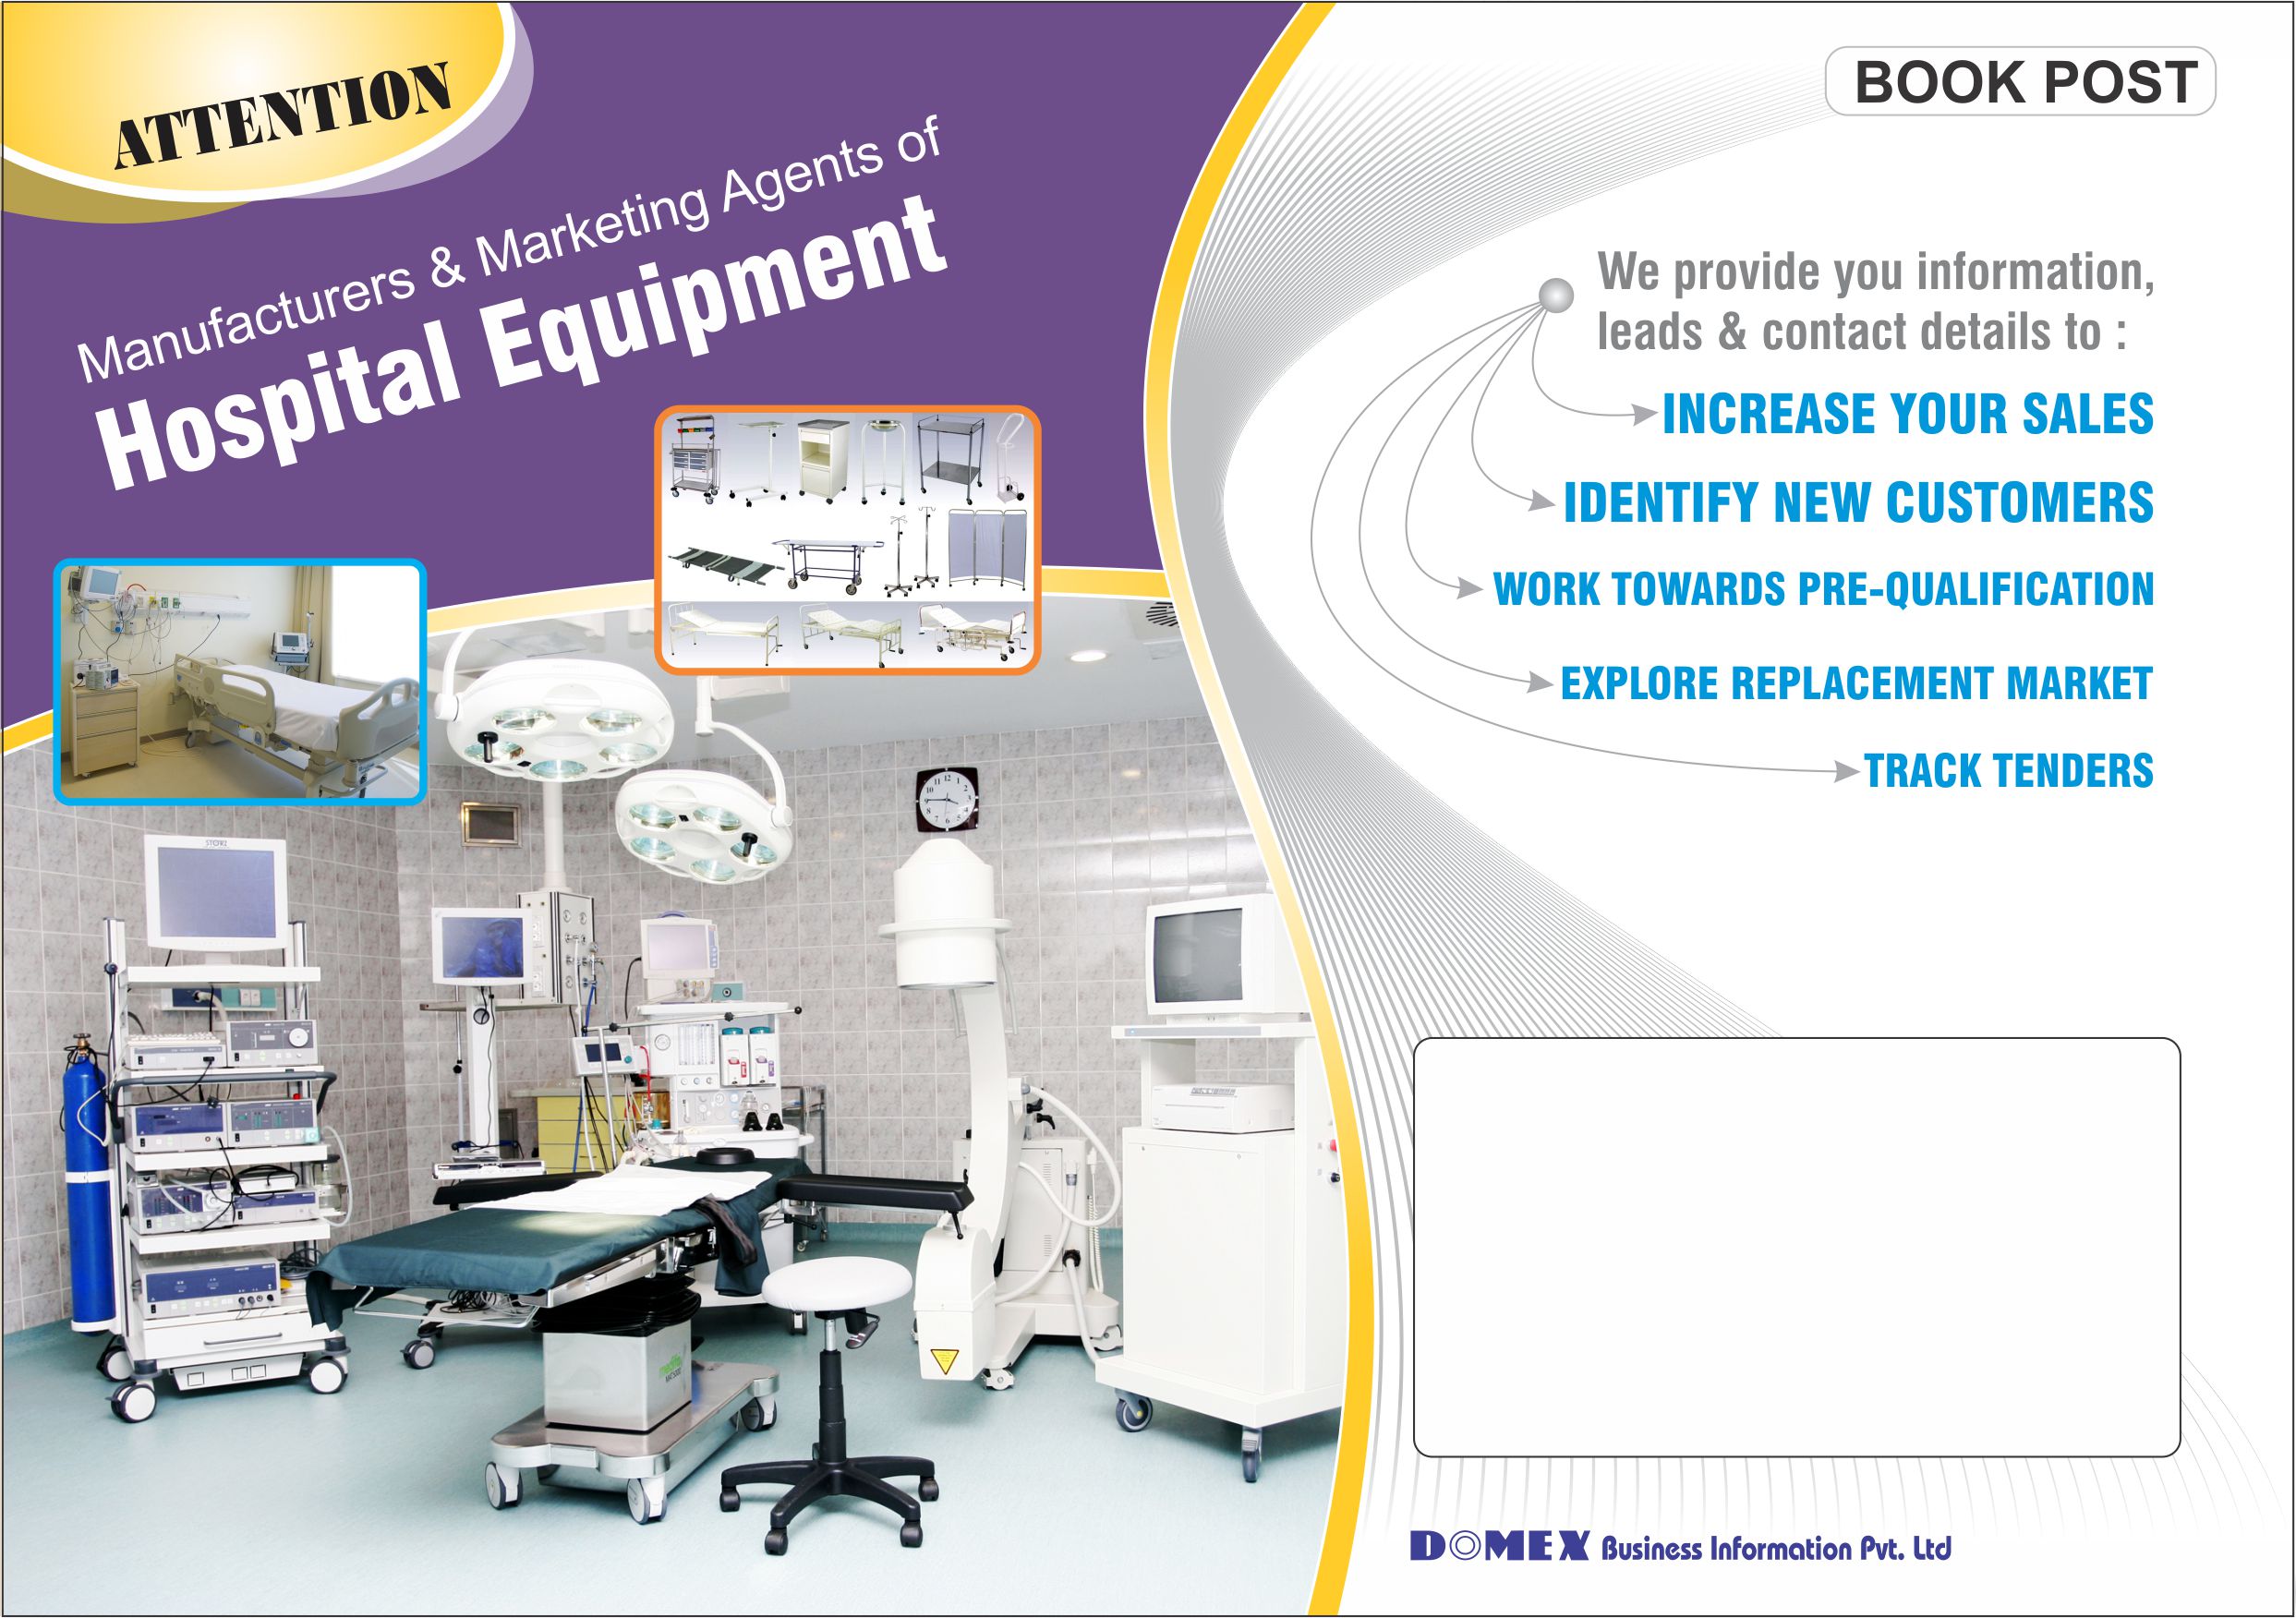 ATTENTION
Manufacturers & Marketing Agents of
Hospital Equipment
BOOK POST
We provide you information,
leads & contact details to :
INCREASE YOUR SALES
IDENTIFY NEW CUSTOMERS
WORK TOWARDS PRE-QUALIFICATION
EXPLORE REPLACEMENT MARKET
TRACK TENDERS
STORZ
DOMEX Business Information Pvt. Ltd